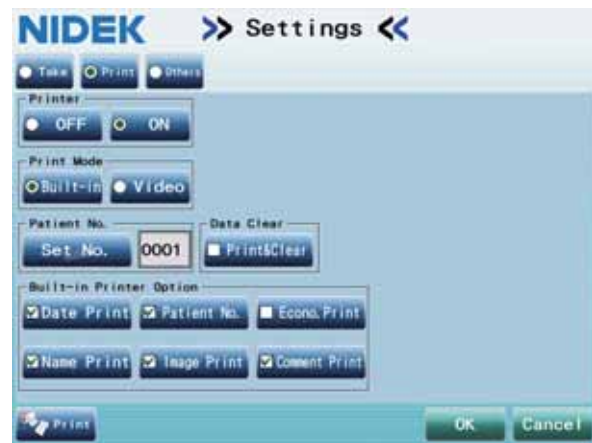 NIDEK >> Settings <<
Take Print Others
Printer
OFF ON
Print Mode
Built-in Video
Patient No. Data Clear
Set No. 0001 Print&Clear
Built-in Printer Option
Date Print Patient No. Econo.Print
Name Print Image Print Comment Print
Print OK Cancel